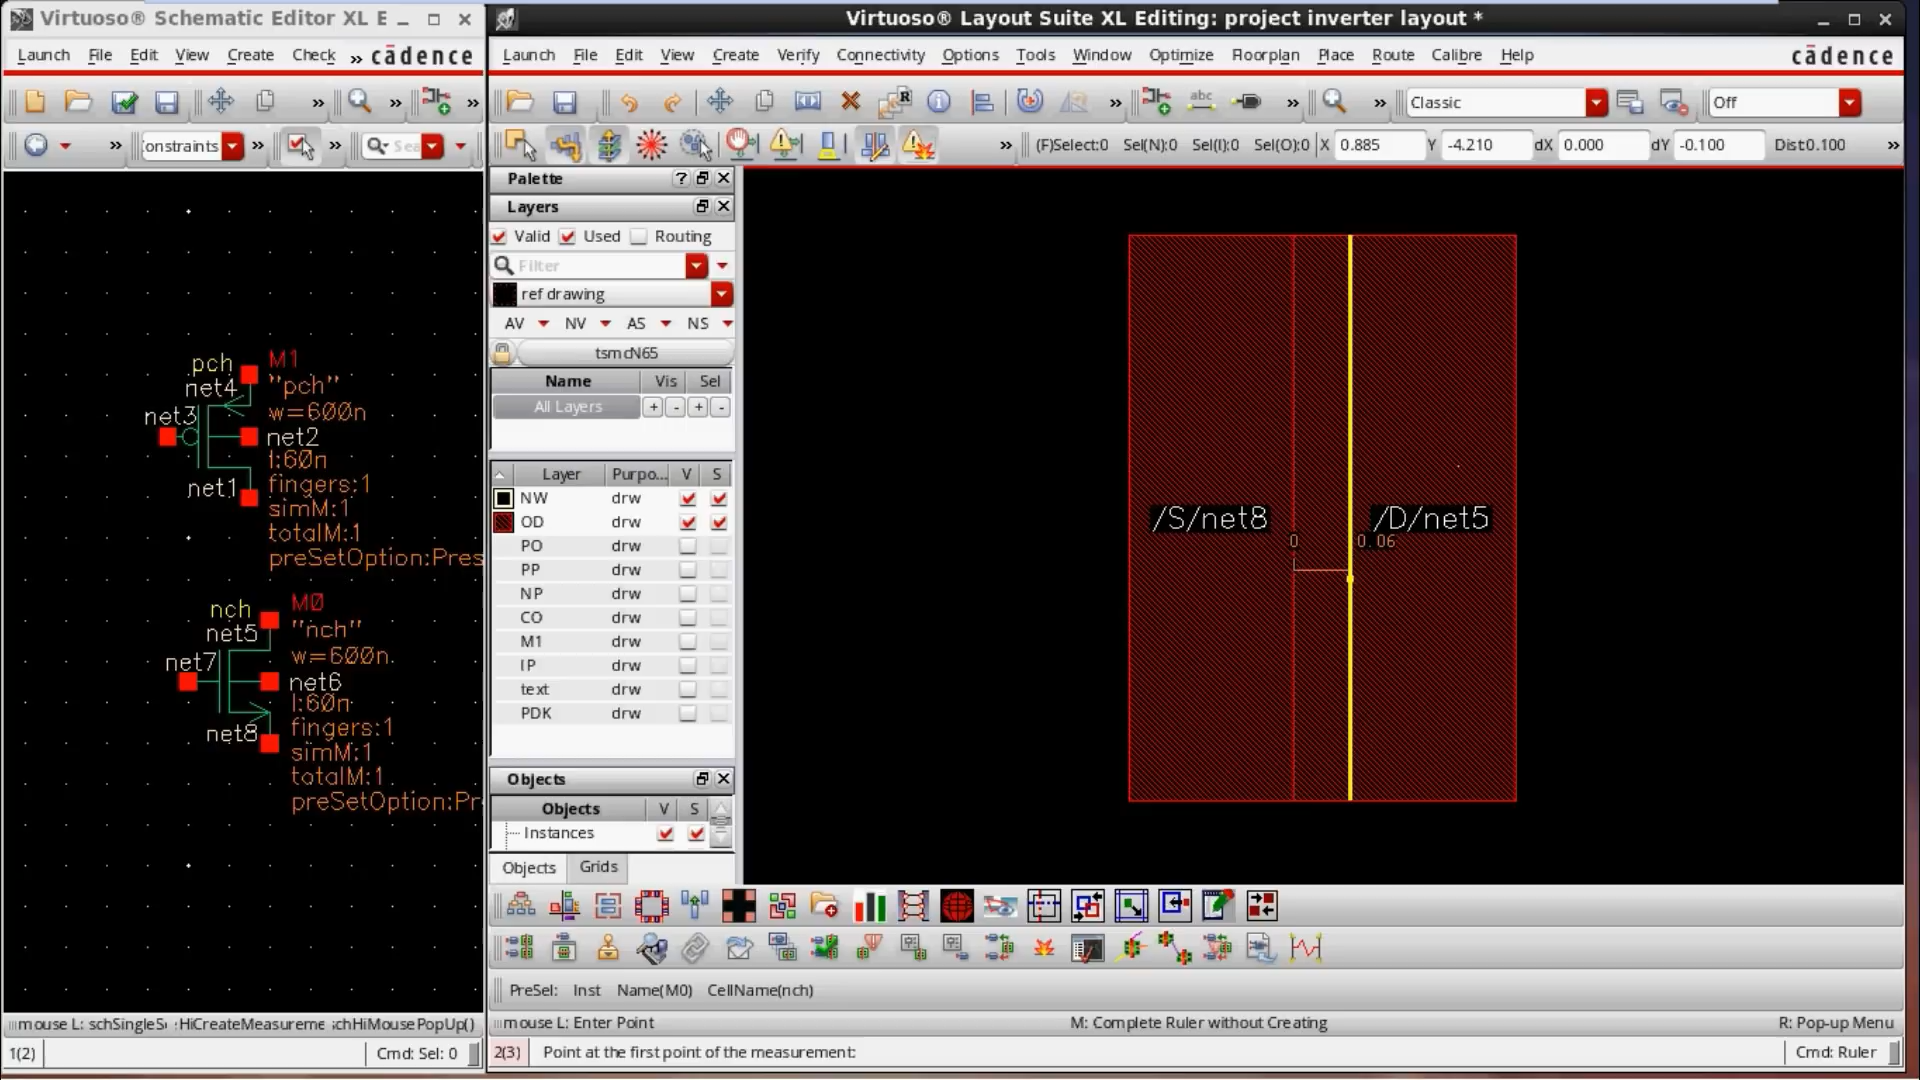 Virtuoso® Schematic Editor XL E
Launch File Edit View Create Check » cādence
onstraints
Sea
pch
net4
net3
net2
net1
M1
"pch"
w=600n
l:60n
fingers:1
simM:1
totalM:1
preSetOption:Pres
nch
net5
net7
net6
net8
M0
"nch"
w=600n
l:60n
fingers:1
simM:1
totalM:1
preSetOption:Pr
mouse L: schSingleS :HiCreateMeasureme :chHiMousePopUp()
1(2) Cmd: Sel: 0
Virtuoso® Layout Suite XL Editing: project inverter layout *
Launch File Edit View Create Verify Connectivity Options Tools Window Optimize Floorplan Place Route Calibre Help cādence
abc Classic Off
(F)Select:0 Sel(N):0 Sel(I):0 Sel(O):0 X 0.885 Y -4.210 dX 0.000 dY -0.100 Dist:0.100 »
Palette ?
Layers
Valid Used Routing
Filter
ref drawing
AV NV AS NS
tsmcN65
Name Vis Sel
All Layers + - + -
Layer Purpo... V S
NW drw
OD drw
PO drw
PP drw
NP drw
CO drw
M1 drw
IP drw
text drw
PDK drw
Objects
Objects V S
Instances
Objects Grids
/S/net8 /D/net5
0 0.06
PreSel: Inst Name(M0) CellName(nch)
mouse L: Enter Point M: Complete Ruler without Creating R: Pop-up Menu
2(3) Point at the first point of the measurement: Cmd: Ruler